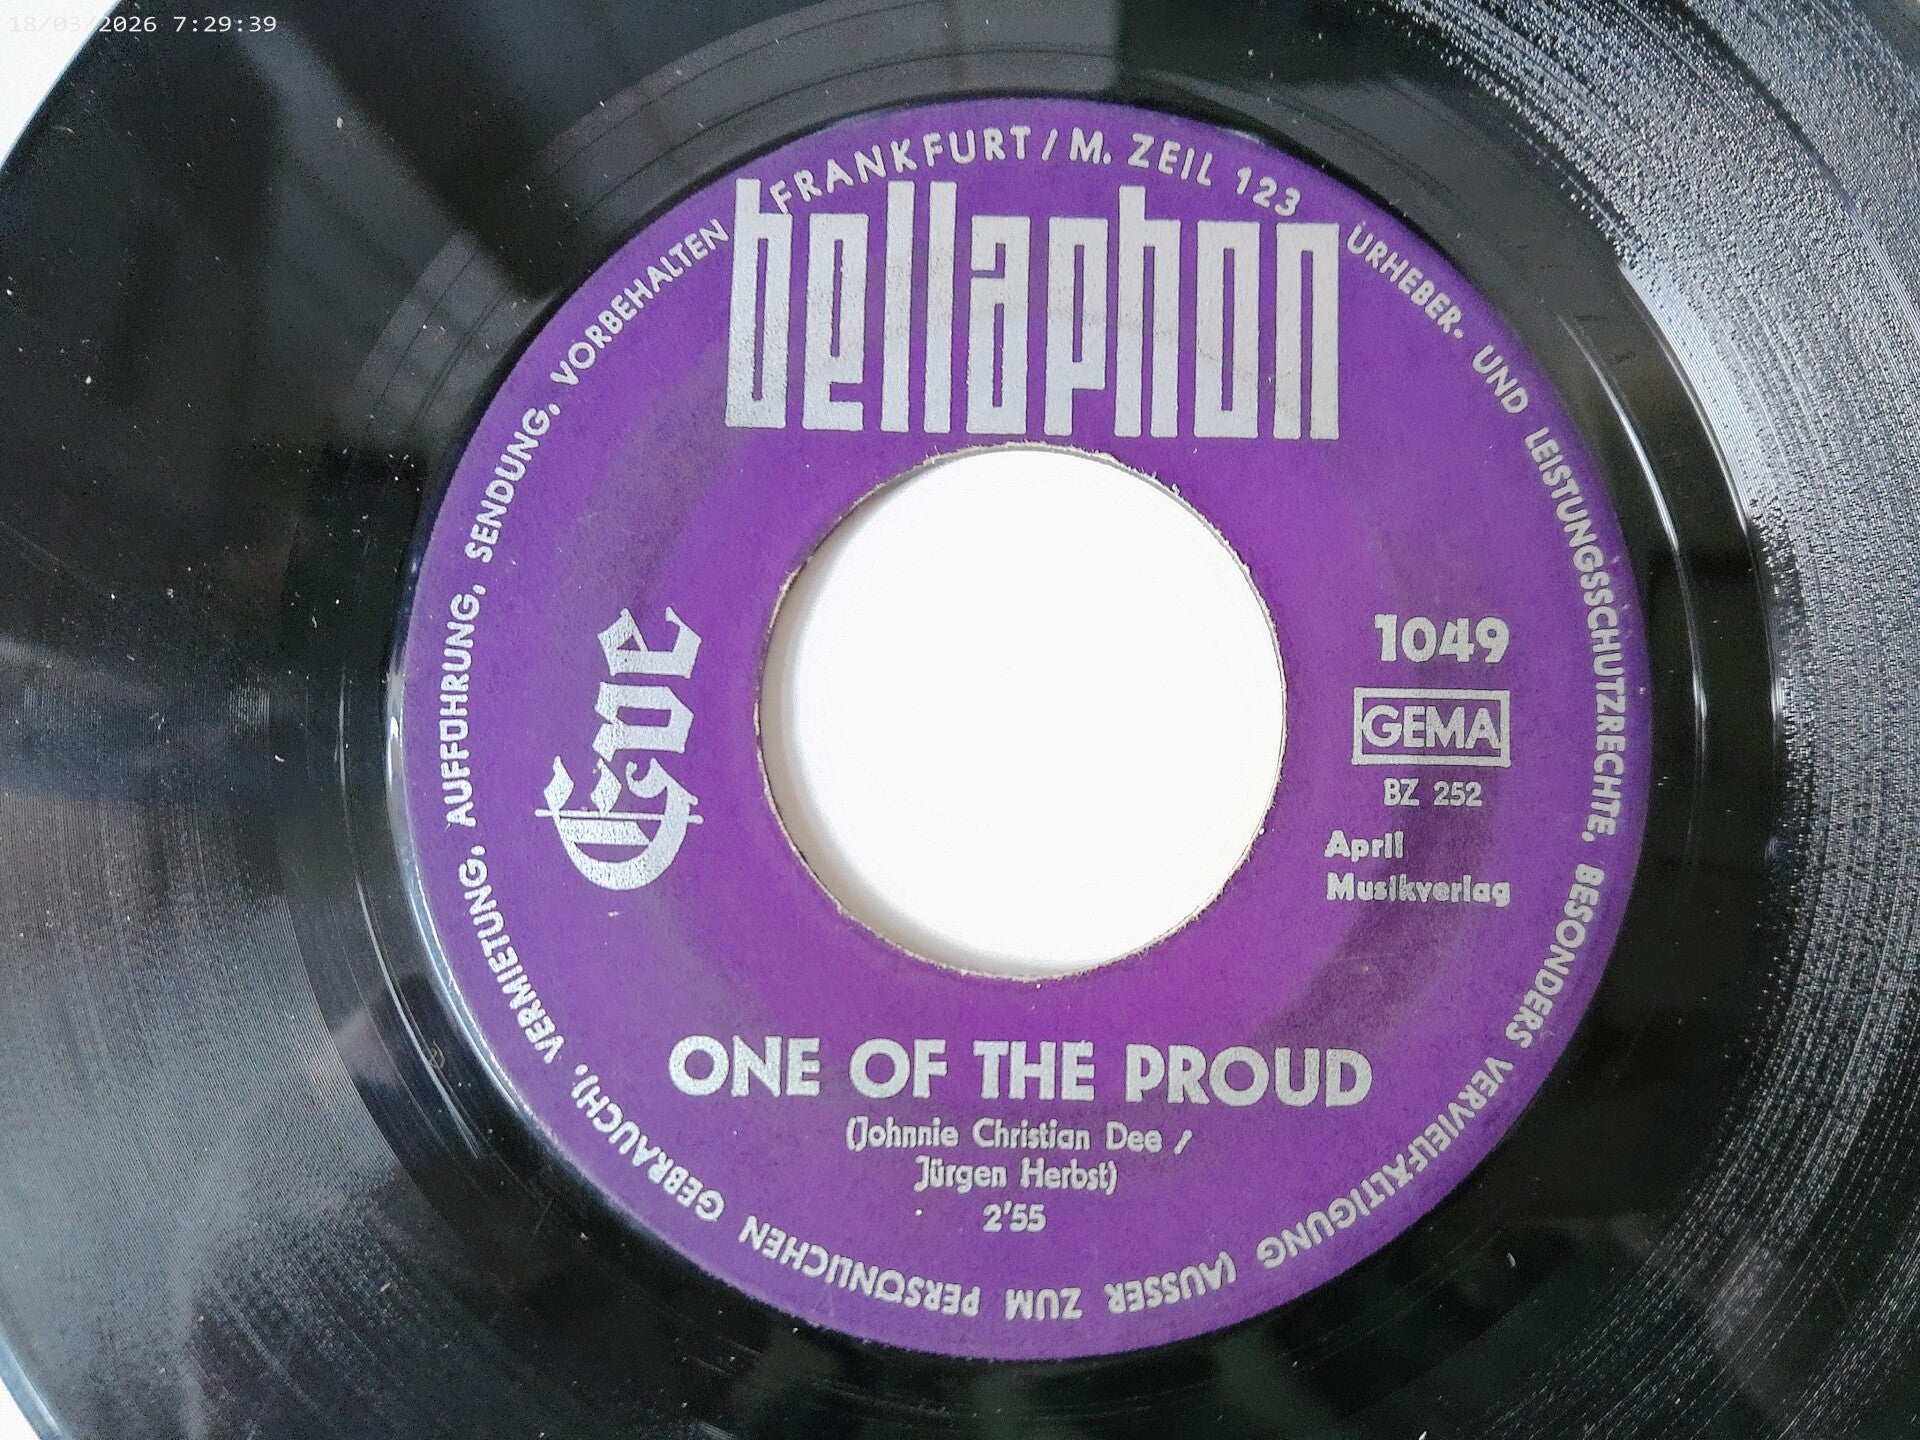 18/03/2026 7:29:39
FRANKFURT/M. ZEIL 123
bellaphon
URHEBER- UND LEISTUNGSSCHUTZRECHTE, BESONDERS VERVIELFÄLTIGUNG (AUSSER ZUM PERSÖNLICHEN GEBRAUCH), VERMIETUNG, AUFFÜHRUNG, SENDUNG, VORBEHALTEN
Eve
1049
GEMA
BZ 252
April
Musikverlag
ONE OF THE PROUD
(Johnnie Christian Dee /
Jürgen Herbst)
2'55